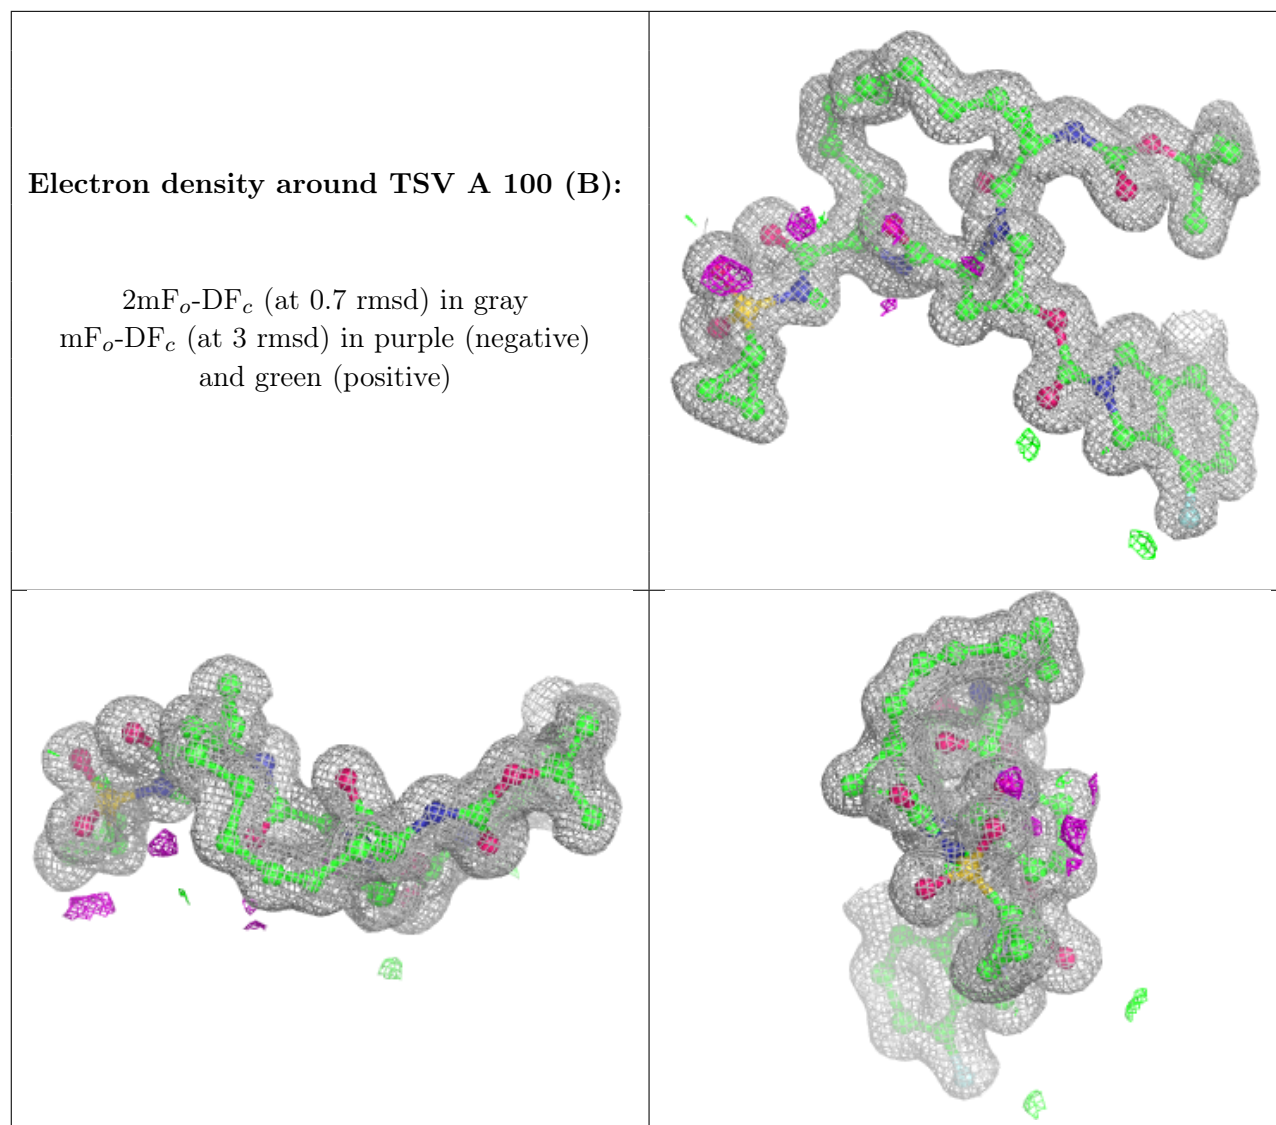 Electron density around TSV A 100 (B):
2mFo-DFc (at 0.7 rmsd) in gray
mFo-DFc (at 3 rmsd) in purple (negative)
and green (positive)